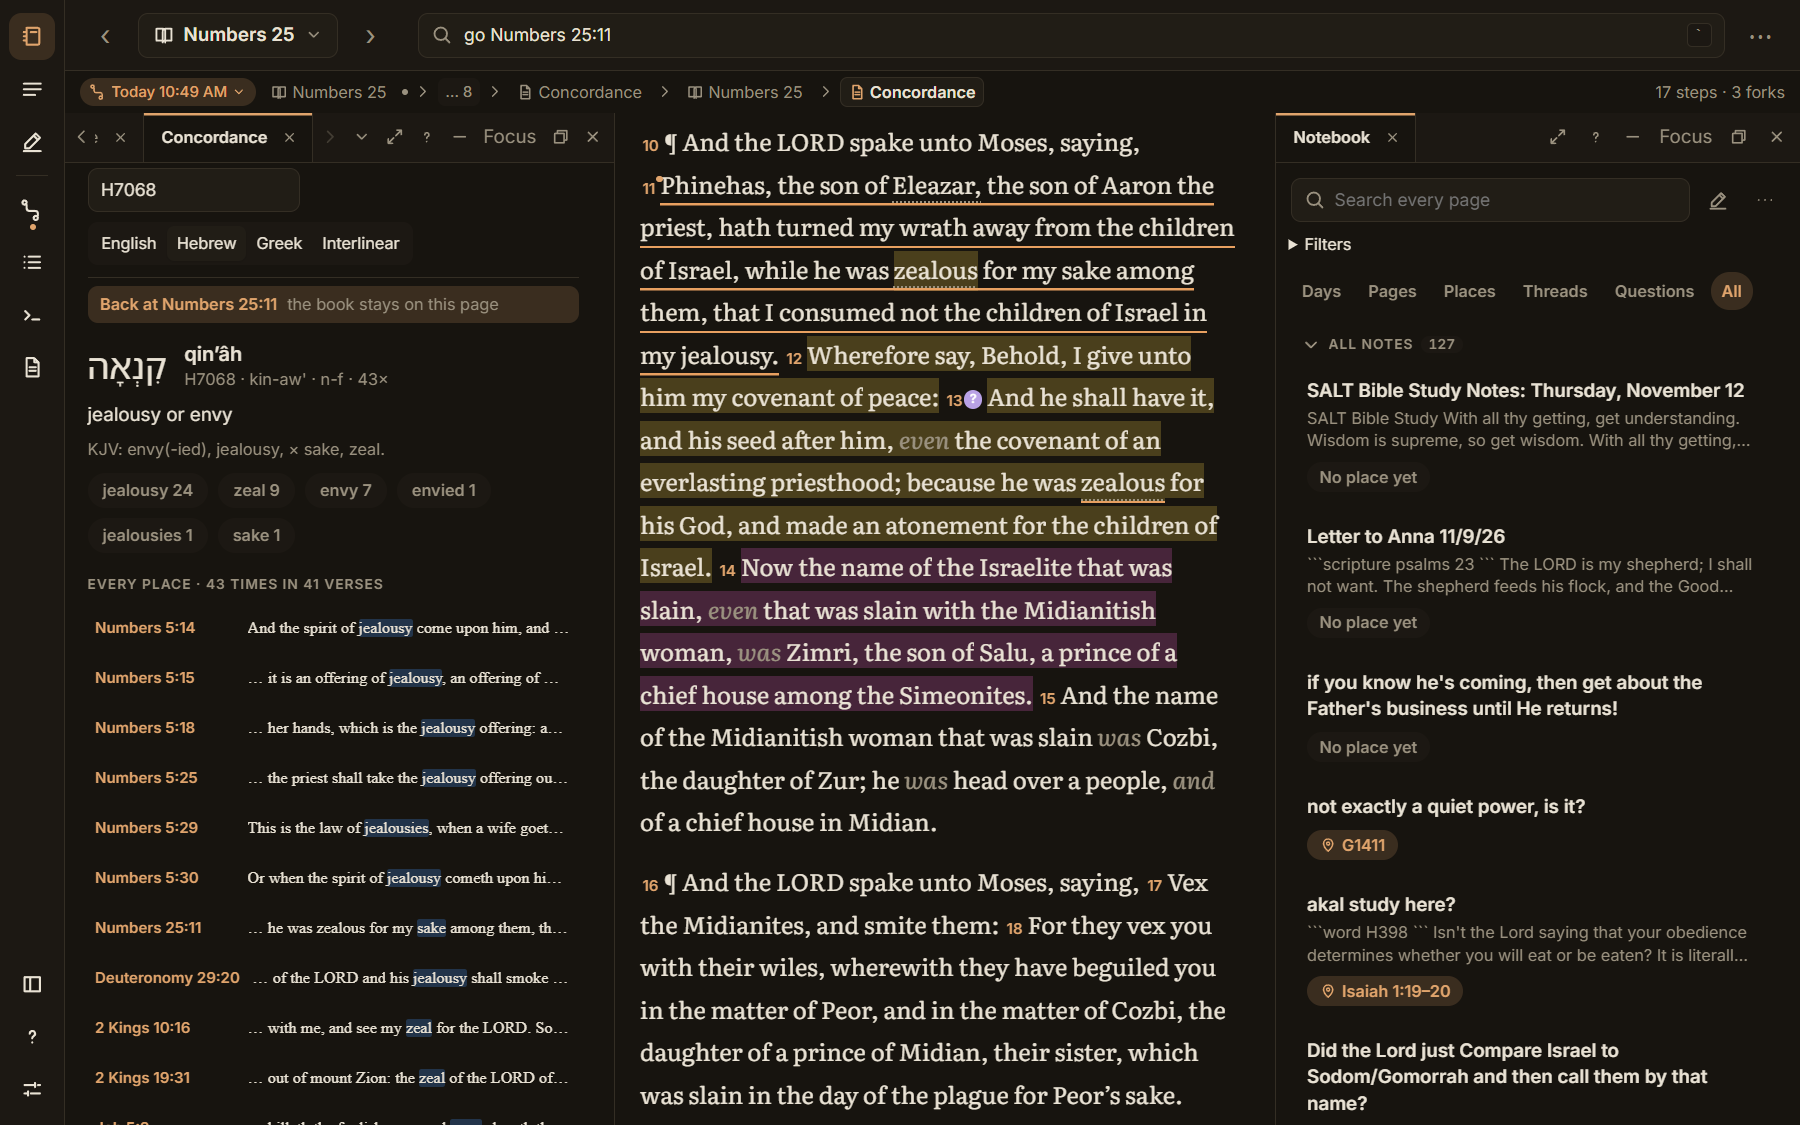 Numbers 25
go Numbers 25:11
`
Today 10:49 AM
Numbers 25
... 8
Concordance
Numbers 25
Concordance
17 steps · 3 forks
Concordance
? — Focus
H7068
English Hebrew Greek Interlinear
Back at Numbers 25:11 the book stays on this page
קִנְאָה
qin’âh
H7068 · kin-aw' · n-f · 43×
jealousy or envy
KJV: envy(-ied), jealousy, × sake, zeal.
jealousy 24 zeal 9 envy 7 envied 1
jealousies 1 sake 1
EVERY PLACE · 43 TIMES IN 41 VERSES
Numbers 5:14 And the spirit of jealousy come upon him, and …
Numbers 5:15 … it is an offering of jealousy, an offering of …
Numbers 5:18 … her hands, which is the jealousy offering: a…
Numbers 5:25 … the priest shall take the jealousy offering ou…
Numbers 5:29 This is the law of jealousies, when a wife goet…
Numbers 5:30 Or when the spirit of jealousy cometh upon hi…
Numbers 25:11 … he was zealous for my sake among them, th…
Deuteronomy 29:20 … of the LORD and his jealousy shall smoke …
2 Kings 10:16 … with me, and see my zeal for the LORD. So…
2 Kings 19:31 … out of mount Zion: the zeal of the LORD of…
10 ¶ And the LORD spake unto Moses, saying,
11 Phinehas, the son of Eleazar, the son of Aaron the
priest, hath turned my wrath away from the children
of Israel, while he was zealous for my sake among
them, that I consumed not the children of Israel in
my jealousy. 12 Wherefore say, Behold, I give unto
him my covenant of peace: 13 ? And he shall have it,
and his seed after him, even the covenant of an
everlasting priesthood; because he was zealous for
his God, and made an atonement for the children of
Israel. 14 Now the name of the Israelite that was
slain, even that was slain with the Midianitish
woman, was Zimri, the son of Salu, a prince of a
chief house among the Simeonites. 15 And the name
of the Midianitish woman that was slain was Cozbi,
the daughter of Zur; he was head over a people, and
of a chief house in Midian.
16 ¶ And the LORD spake unto Moses, saying, 17 Vex
the Midianites, and smite them: 18 For they vex you
with their wiles, wherewith they have beguiled you
in the matter of Peor, and in the matter of Cozbi, the
daughter of a prince of Midian, their sister, which
was slain in the day of the plague for Peor’s sake.
Notebook
? — Focus
Search every page
Filters
Days Pages Places Threads Questions All
ALL NOTES 127
SALT Bible Study Notes: Thursday, November 12
SALT Bible Study With all thy getting, get understanding.
Wisdom is supreme, so get wisdom. With all thy getting,...
No place yet
Letter to Anna 11/9/26
```scripture psalms 23 ``` The LORD is my shepherd; I shall
not want. The shepherd feeds his flock, and the Good...
No place yet
if you know he's coming, then get about the
Father's business until He returns!
No place yet
not exactly a quiet power, is it?
G1411
akal study here?
```word H398 ``` Isn't the Lord saying that your obedience
determines whether you will eat or be eaten? It is literall...
Isaiah 1:19–20
Did the Lord just Compare Israel to
Sodom/Gomorrah and then call them by that
name?
?